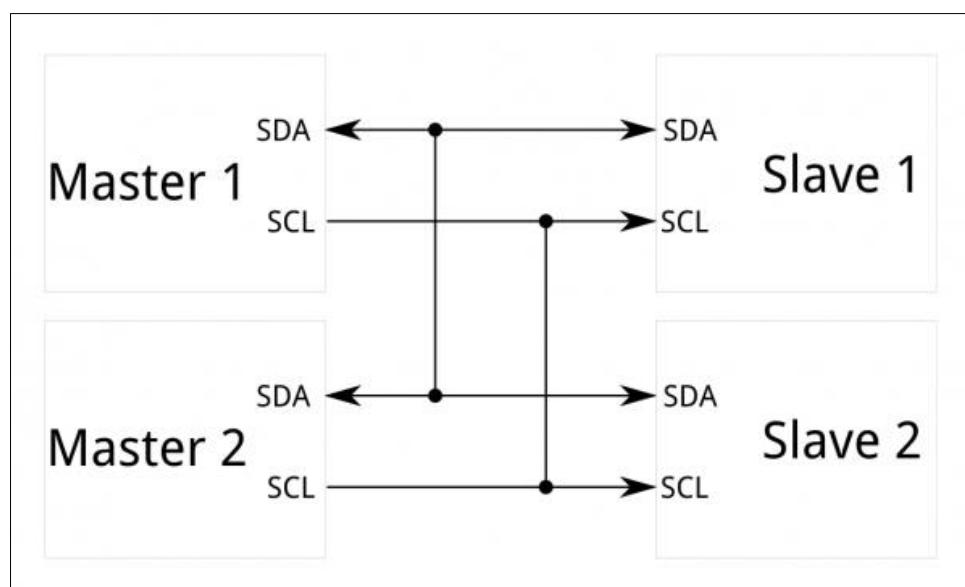 SDA
SDA
Master 1
Slave 1
SCL
SCL
SDA
SDA
Master 2
Slave 2
SCL
SCL